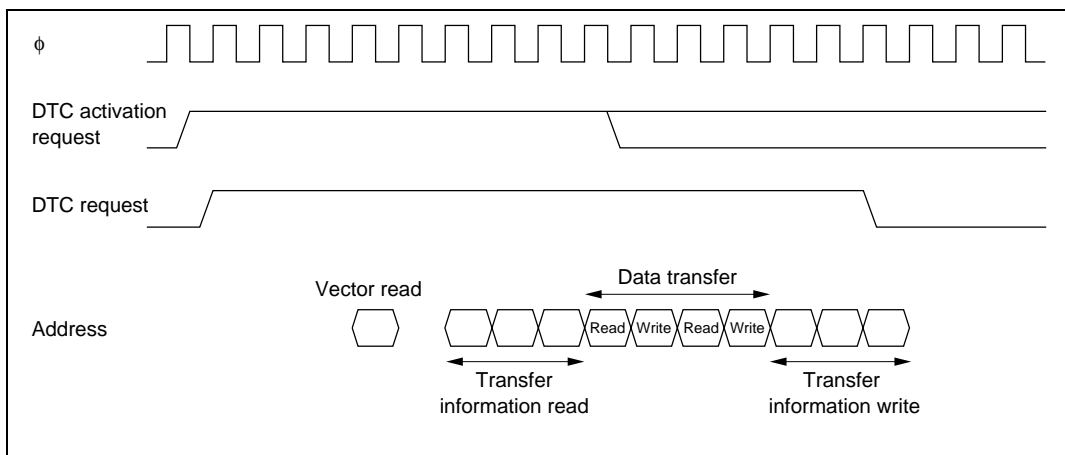 ϕ
DTC activation
request
DTC request
Data transfer
Vector read
Address
Read Write Read Write
Transfer
information read
Transfer
information write